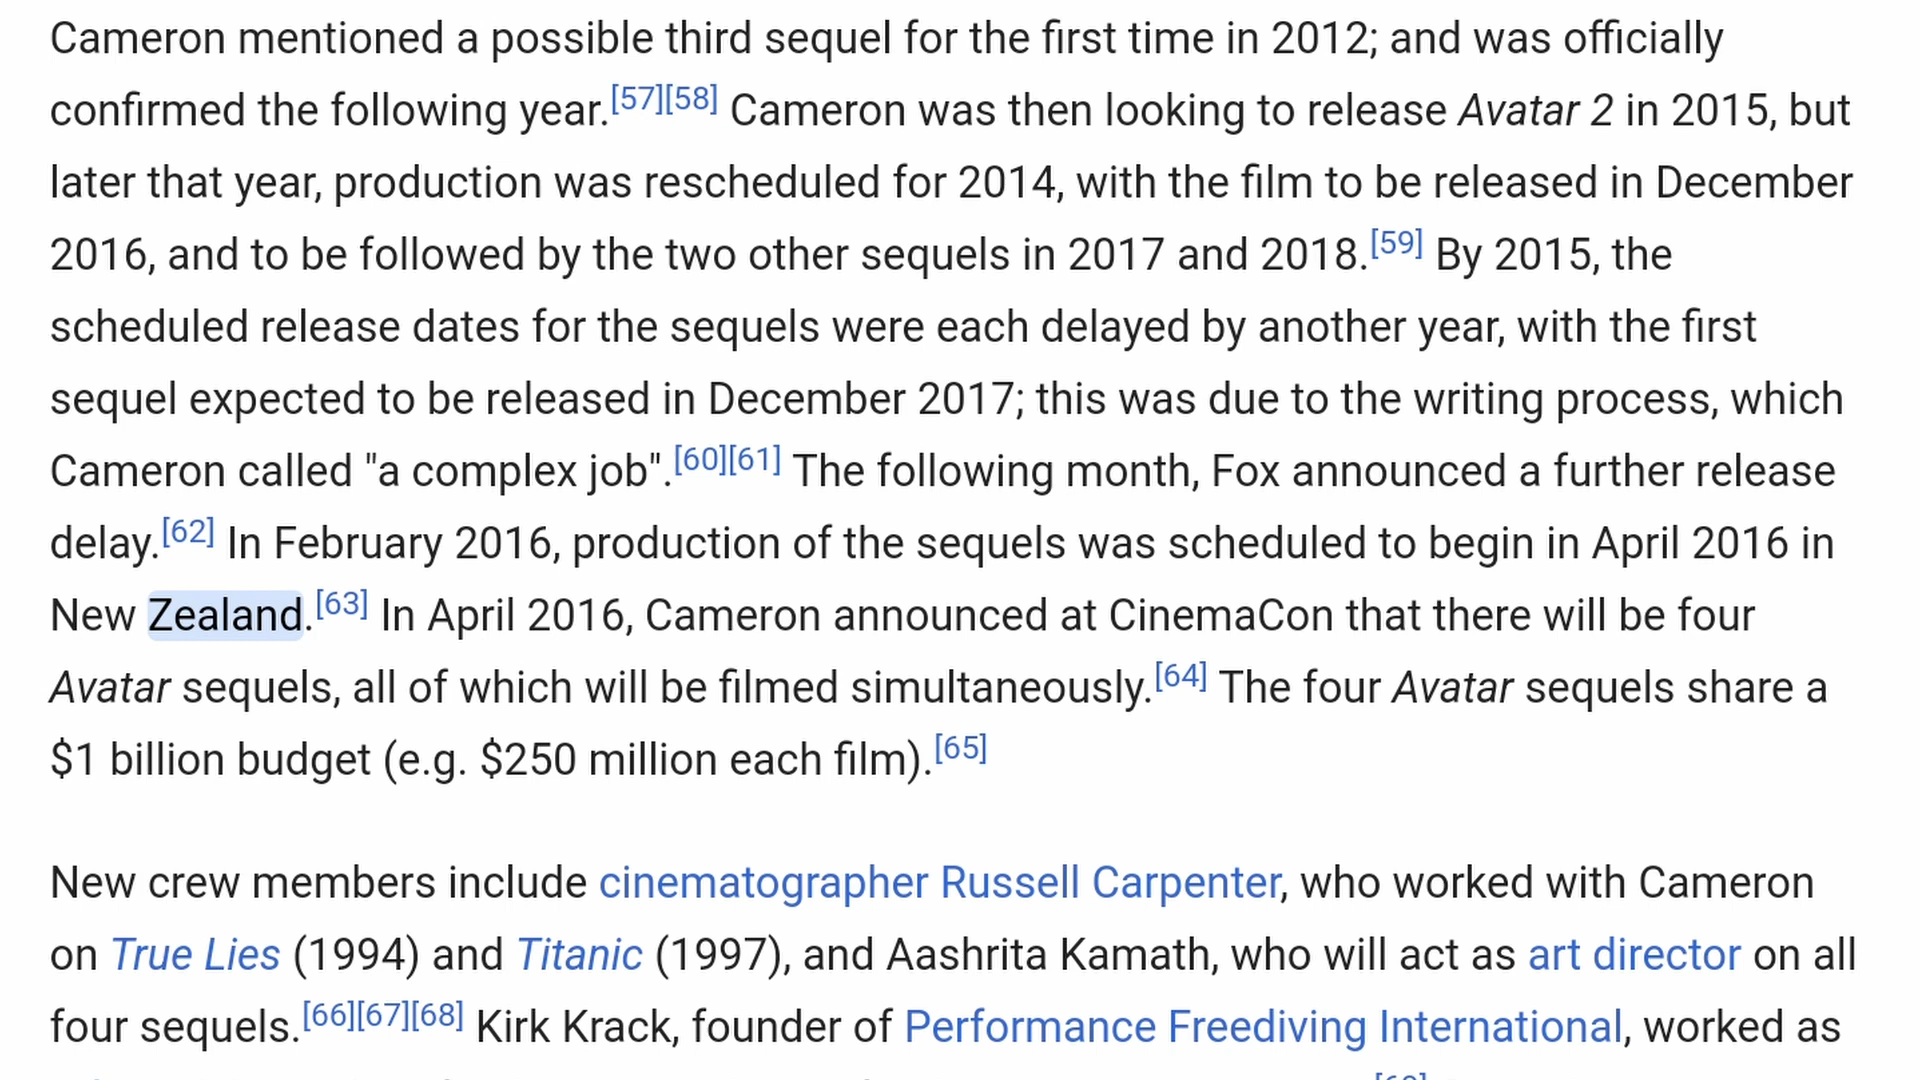 Cameron mentioned a possible third sequel for the first time in 2012; and was officially
confirmed the following year.[57][58] Cameron was then looking to release Avatar 2 in 2015, but
later that year, production was rescheduled for 2014, with the film to be released in December
2016, and to be followed by the two other sequels in 2017 and 2018.[59] By 2015, the
scheduled release dates for the sequels were each delayed by another year, with the first
sequel expected to be released in December 2017; this was due to the writing process, which
Cameron called "a complex job".[60][61] The following month, Fox announced a further release
delay.[62] In February 2016, production of the sequels was scheduled to begin in April 2016 in
New Zealand.[63] In April 2016, Cameron announced at CinemaCon that there will be four
Avatar sequels, all of which will be filmed simultaneously.[64] The four Avatar sequels share a
$1 billion budget (e.g. $250 million each film).[65]
New crew members include cinematographer Russell Carpenter, who worked with Cameron
on True Lies (1994) and Titanic (1997), and Aashrita Kamath, who will act as art director on all
four sequels.[66][67][68] Kirk Krack, founder of Performance Freediving International, worked as